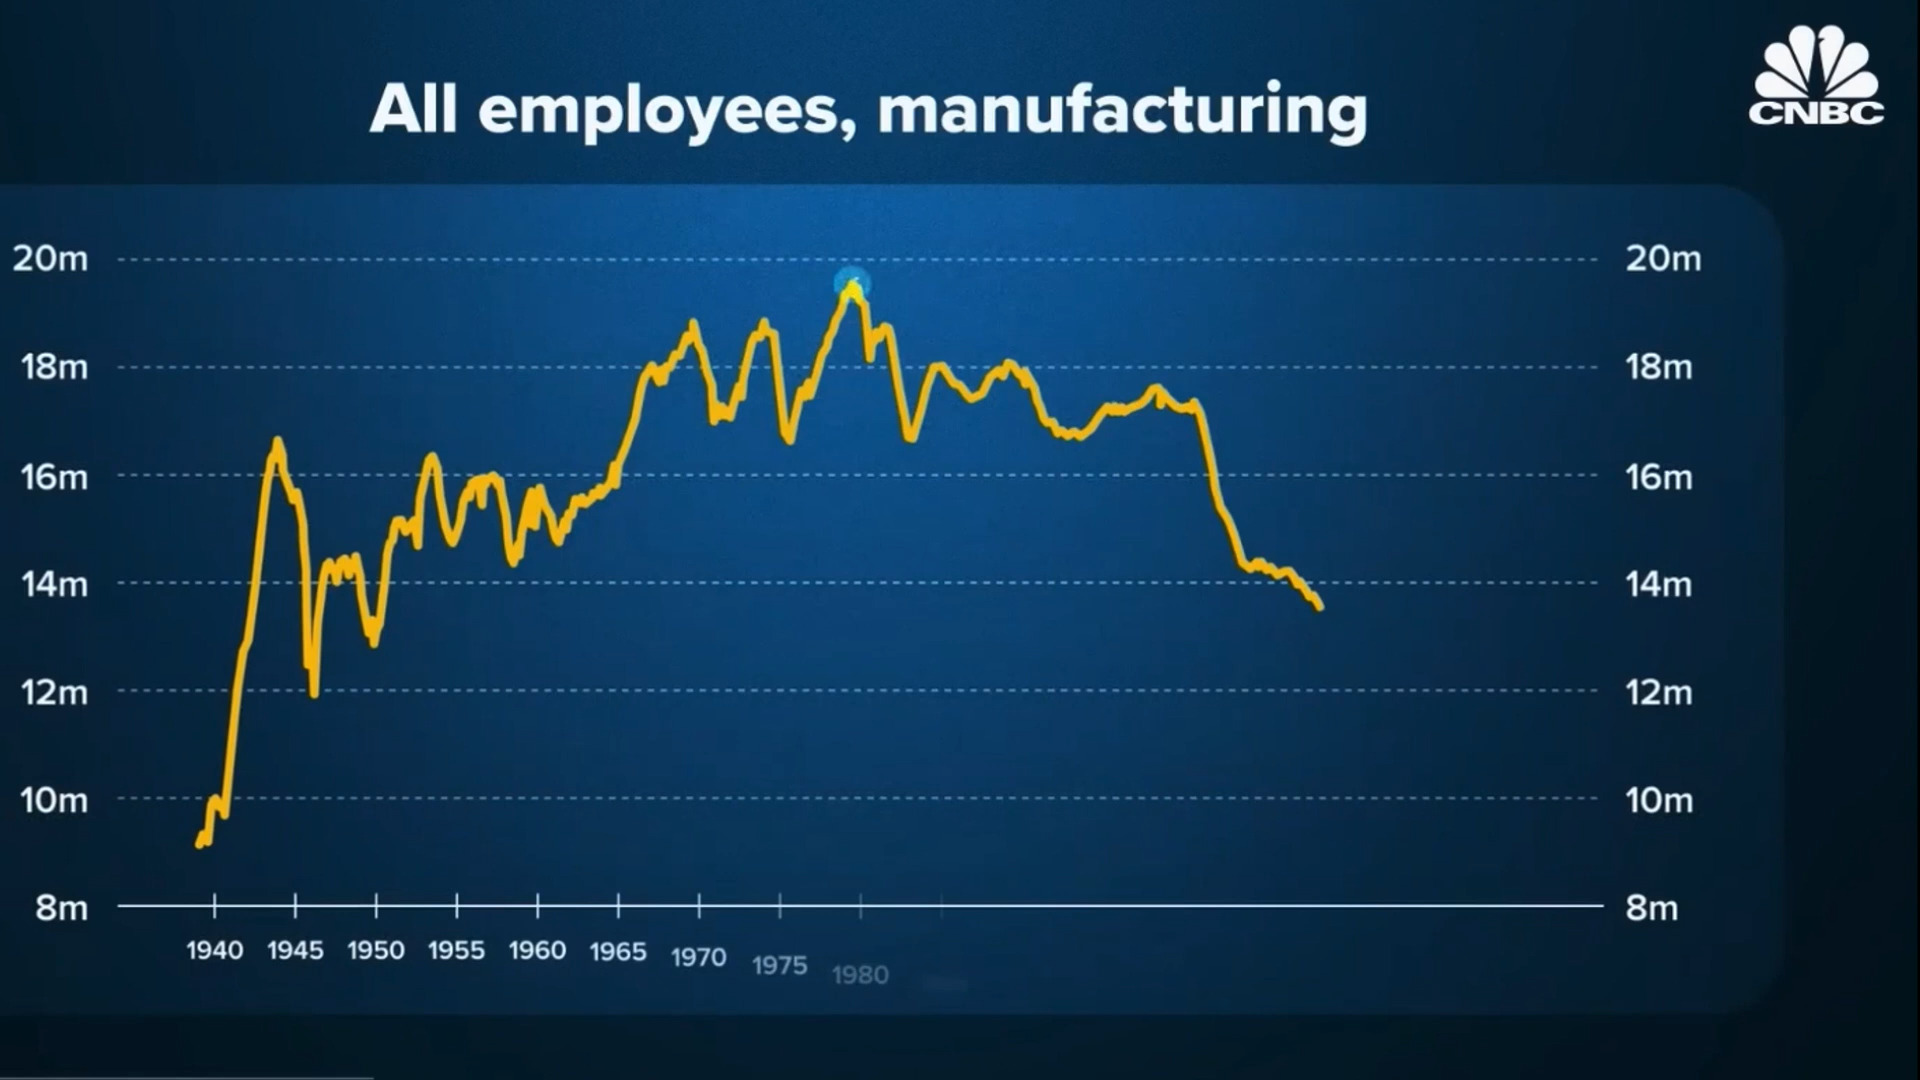 CNBC
All employees, manufacturing
20m 20m
18m 18m
16m 16m
14m 14m
12m 12m
10m 10m
8m 8m
1940 1945 1950 1955 1960 1965 1970 1975 1980